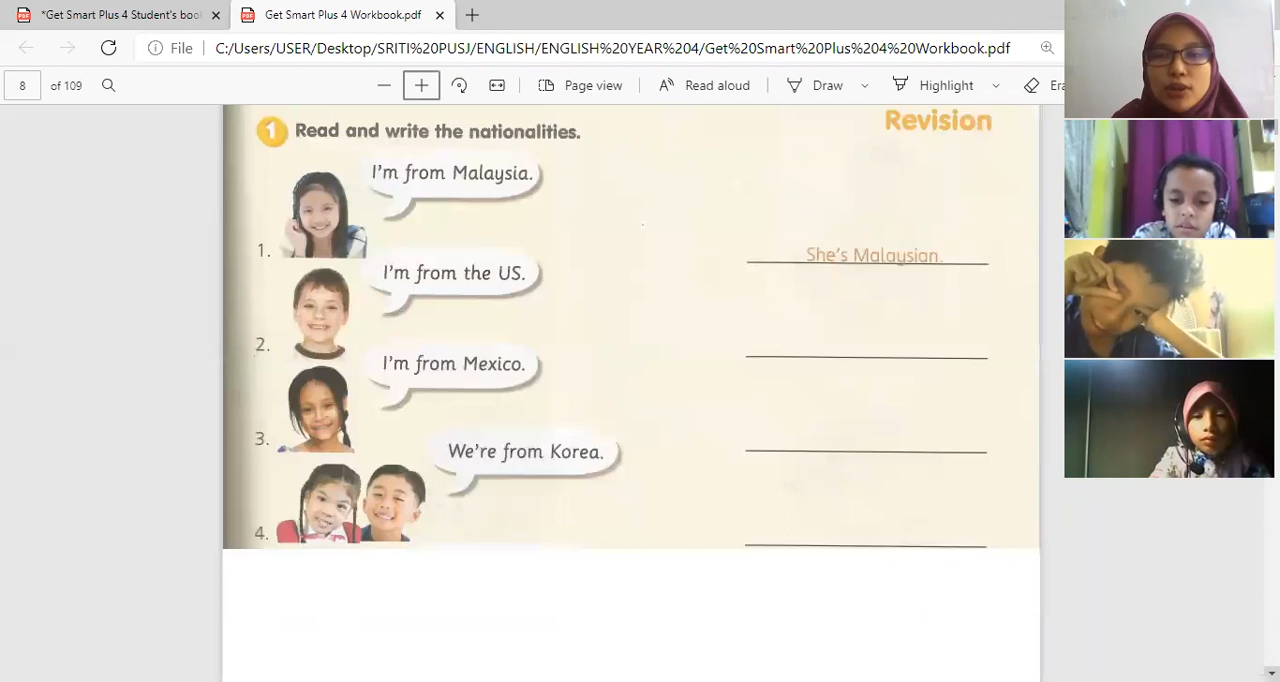 *Get Smart Plus 4 Student's boo
Get Smart Plus 4 Workbook.pdf
File
C:/Users/USER/Desktop/SRITI%20PUSJ/ENGLISH/ENGLISH%20YEAR%204/Get%20Smart%20Plus%204%20Workbook.pdf
8 of 109
Page view
Read aloud
Draw
Highlight
Era
Revision
1 Read and write the nationalities.
I'm from Malaysia.
1.
She's Malaysian.
I'm from the US.
2.
I'm from Mexico.
3.
We're from Korea.
4.